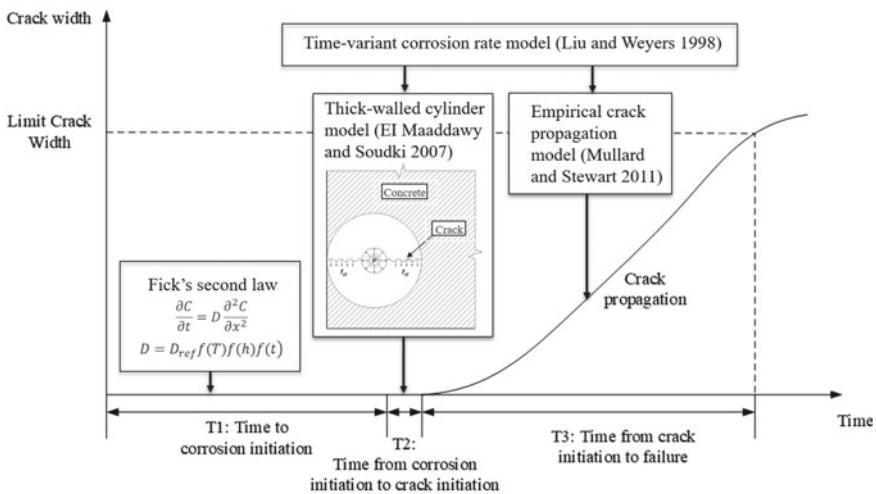 Crack width
Time-variant corrosion rate model (Liu and Weyers 1998)
Limit Crack
Width
Thick-walled cylinder
model (EI Maaddawy
and Soudki 2007)
Concrete
Crack
P
Empirical crack
propagation
model (Mullard
and Stewart 2011)
Fick's second law
∂C/∂t = D ∂²C/∂x²
D = D_ref f(T)f(h)f(t)
Crack
propagation
T1: Time to
corrosion initiation
T2:
Time from corrosion
initiation to crack initiation
T3: Time from crack
initiation to failure
Time